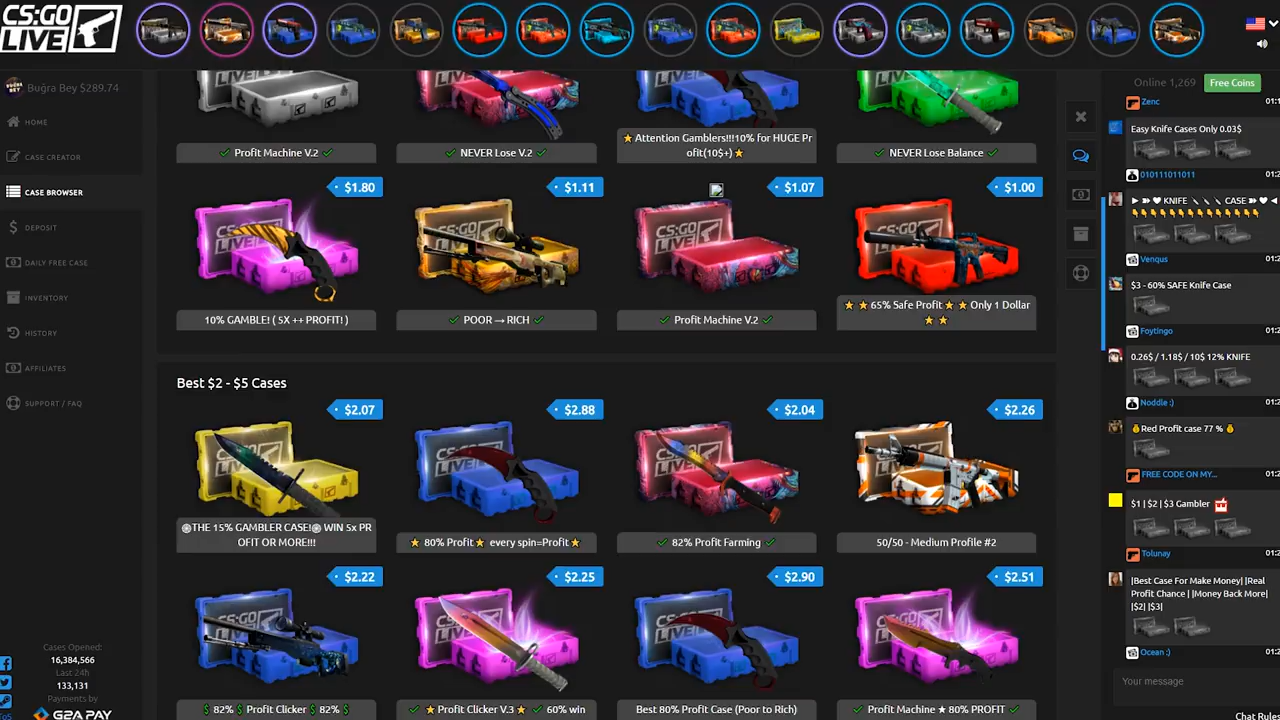 CS:GO
LIVE
Buğra Bey $289.74
HOME
CASE CREATOR
CASE BROWSER
DEPOSIT
DAILY FREE CASE
INVENTORY
HISTORY
AFFILIATES
SUPPORT / FAQ
Cases Opened:
16,384,566
Last 24h
133,131
Payments by
G2A PAY
✓ Profit Machine V.2 ✓
✓ NEVER Lose V.2 ✓
★Attention Gamblers!!!10% for HUGE Pr
ofit(10$+)★
✓ NEVER Lose Balance ✓
$1.80
$1.11
$1.07
$1.00
10% GAMBLE! ( 5X ++ PROFIT! )
✓ POOR → RICH ✓
✓ Profit Machine V.2 ✓
★ ★ 65% Safe Profit ★ ★ Only 1 Dollar
★ ★
Best $2 - $5 Cases
$2.07
$2.88
$2.04
$2.26
THE 15% GAMBLER CASE! WIN 5x PR
OFIT OR MORE!!!
★ 80% Profit★ every spin=Profit★
✓ 82% Profit Farming ✓
50/50 - Medium Profile #2
$2.22
$2.25
$2.90
$2.51
$ 82% $ Profit Clicker $ 82% $
✓ ★Profit Clicker V.3★ ✓ 60% win
Best 80% Profit Case (Poor to Rich)
✓ Profit Machine ★ 80% PROFIT ✓
Online 1,269
Free Coins
Zenc
Easy Knife Cases Only 0.03$
010111011011
KNIFE CASE
Venqus
$3 - 60% SAFE Knife Case
Foytingo
0.26$ / 1.18$ / 10$ 12% KNIFE
Noddle :)
Red Profit case 77 %
FREE CODE ON MY...
$1 | $2 | $3 Gambler
Tolunay
|Best Case For Make Money| |Real
Profit Chance | |Money Back More|
|$2| |$3|
Ocean :)
Your message
Chat Rules